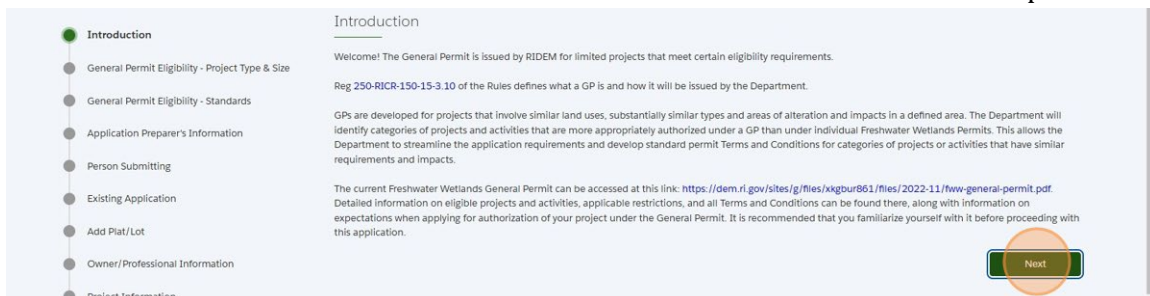 Introduction
General Permit Eligibility - Project Type & Size
General Permit Eligibility - Standards
Application Preparer's Information
Person Submitting
Existing Application
Add Plat/Lot
Owner/Professional Information
Project Information
Introduction
Welcome! The General Permit is issued by RIDEM for limited projects that meet certain eligibility requirements.
Reg 250-RICR-150-15-3.10 of the Rules defines what a GP is and how it will be issued by the Department.
GPs are developed for projects that involve similar land uses, substantially similar types and areas of alteration and impacts in a defined area. The Department will
identify categories of projects and activities that are more appropriately authorized under a GP than under individual Freshwater Wetlands Permits. This allows the
Department to streamline the application requirements and develop standard permit Terms and Conditions for categories of projects or activities that have similar
requirements and impacts.
The current Freshwater Wetlands General Permit can be accessed at this link: https://dem.ri.gov/sites/g/files/xkgbur861/files/2022-11/fww-general-permit.pdf.
Detailed information on eligible projects and activities, applicable restrictions, and all Terms and Conditions can be found there, along with information on
expectations when applying for authorization of your project under the General Permit. It is recommended that you familiarize yourself with it before proceeding with
this application.
Next